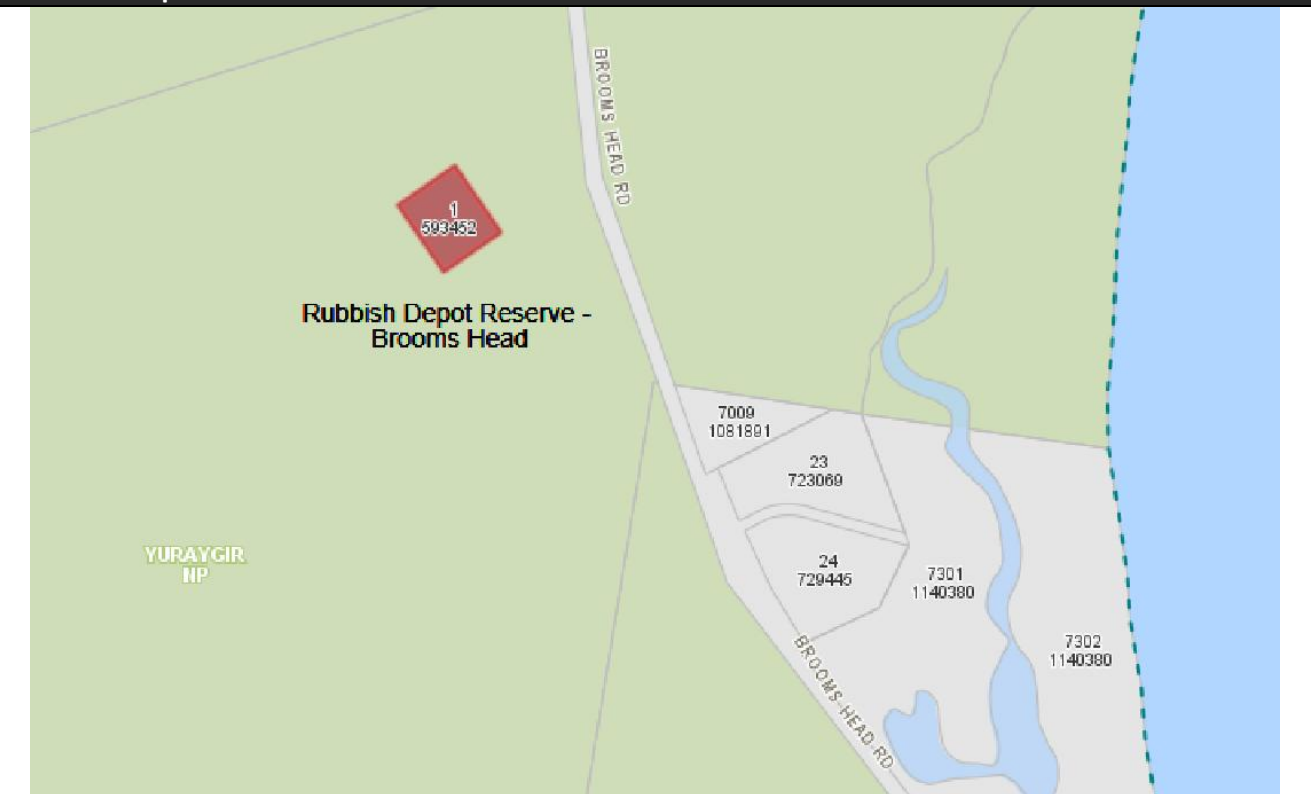 BROOMS HEAD RD
1
593452
Rubbish Depot Reserve -
Brooms Head
7009
1081891
23
723069
YURAYGIR
NP
24
729445
7301
1140380
7302
1140380
BROOMS HEAD RD